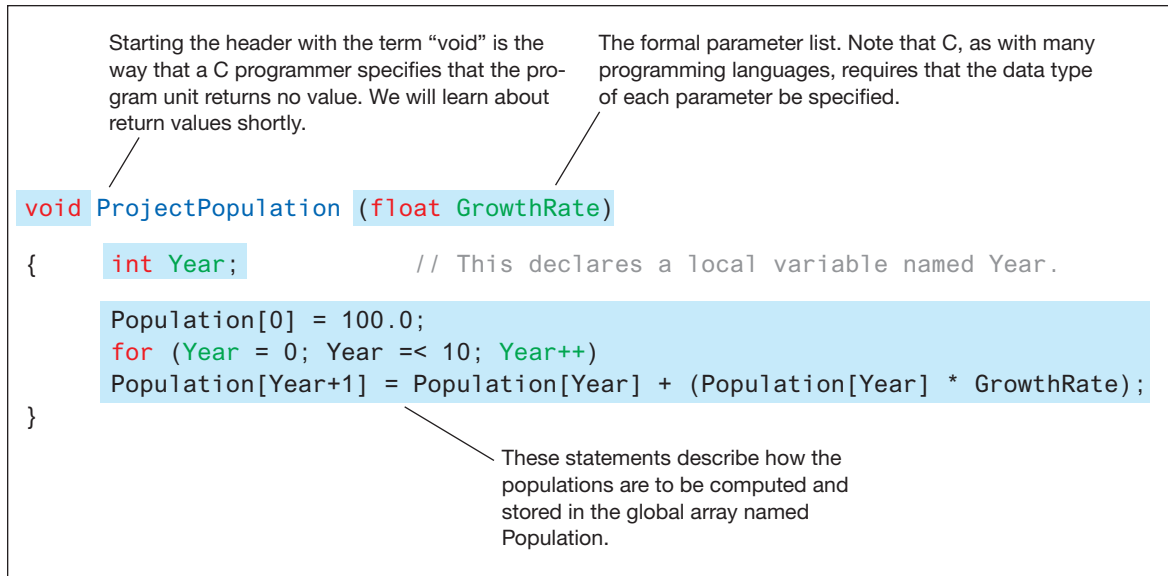 Starting the header with the term “void” is the
way that a C programmer specifies that the pro-
gram unit returns no value. We will learn about
return values shortly.
The formal parameter list. Note that C, as with many
programming languages, requires that the data type
of each parameter be specified.
void ProjectPopulation (float GrowthRate)
{ int Year; // This declares a local variable named Year.
Population[0] = 100.0;
for (Year = 0; Year =< 10; Year++)
Population[Year+1] = Population[Year] + (Population[Year] * GrowthRate);
}
These statements describe how the
populations are to be computed and
stored in the global array named
Population.